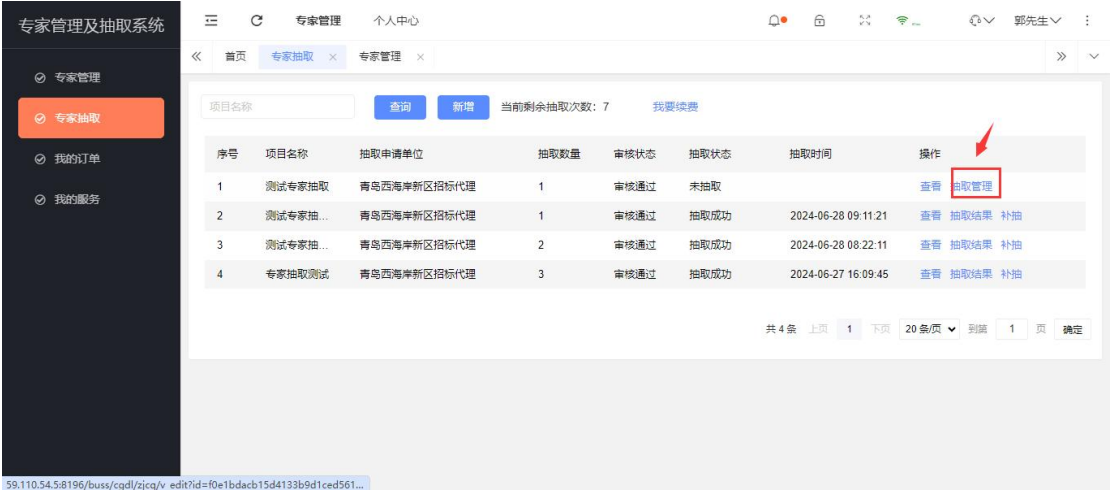 专家管理及抽取系统
专家管理 个人中心 郭先生
首页 专家抽取 专家管理
专家管理
专家抽取
我的订单
我的服务
项目名称 查询 新增 当前剩余抽取次数：7 我要续费
序号 项目名称 抽取申请单位 抽取数量 审核状态 抽取状态 抽取时间 操作
1 测试专家抽取 青岛西海岸新区招标代理 1 审核通过 未抽取 查看 抽取管理
2 测试专家抽... 青岛西海岸新区招标代理 1 审核通过 抽取成功 2024-06-28 09:11:21 查看 抽取结果 补抽
3 测试专家抽... 青岛西海岸新区招标代理 2 审核通过 抽取成功 2024-06-28 08:22:11 查看 抽取结果 补抽
4 专家抽取测试 青岛西海岸新区招标代理 3 审核通过 抽取成功 2024-06-27 16:09:45 查看 抽取结果 补抽
共 4 条 上页 1 下页 20 条/页 到第 1 页 确定
59.110.54.5:8196/buss/cqdl/zjcq/v_edit?id=f0e1bdacb15d4133b9d1ced561...